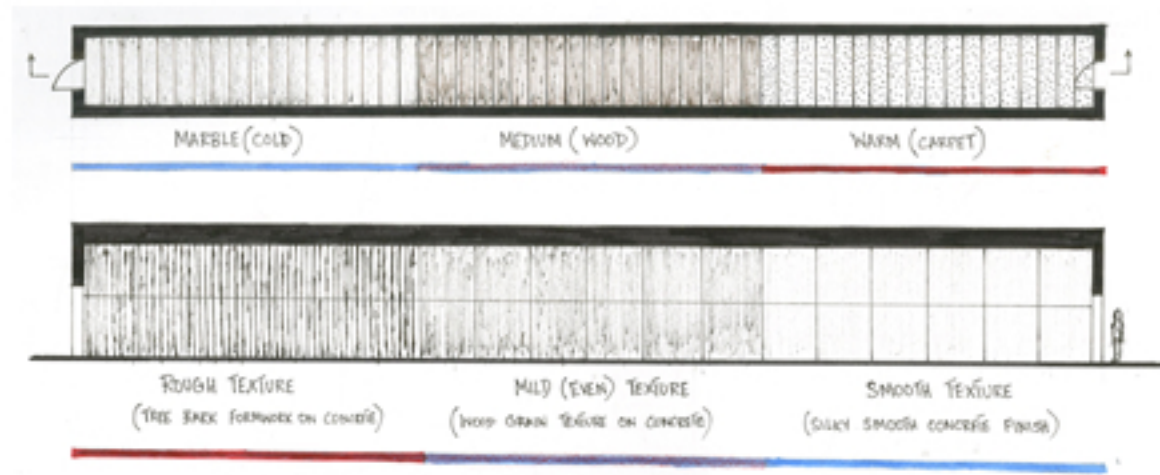 MARBLE (COLD)
MEDIUM (WOOD)
WARM (CARPET)
ROUGH TEXTURE
(TREE BARK FORMWORK ON CONCRETE)
MILD (EVEN) TEXTURE
(WOOD GRAIN TEXTURE ON CONCRETE)
SMOOTH TEXTURE
(SILKY SMOOTH CONCRETE FINISH)